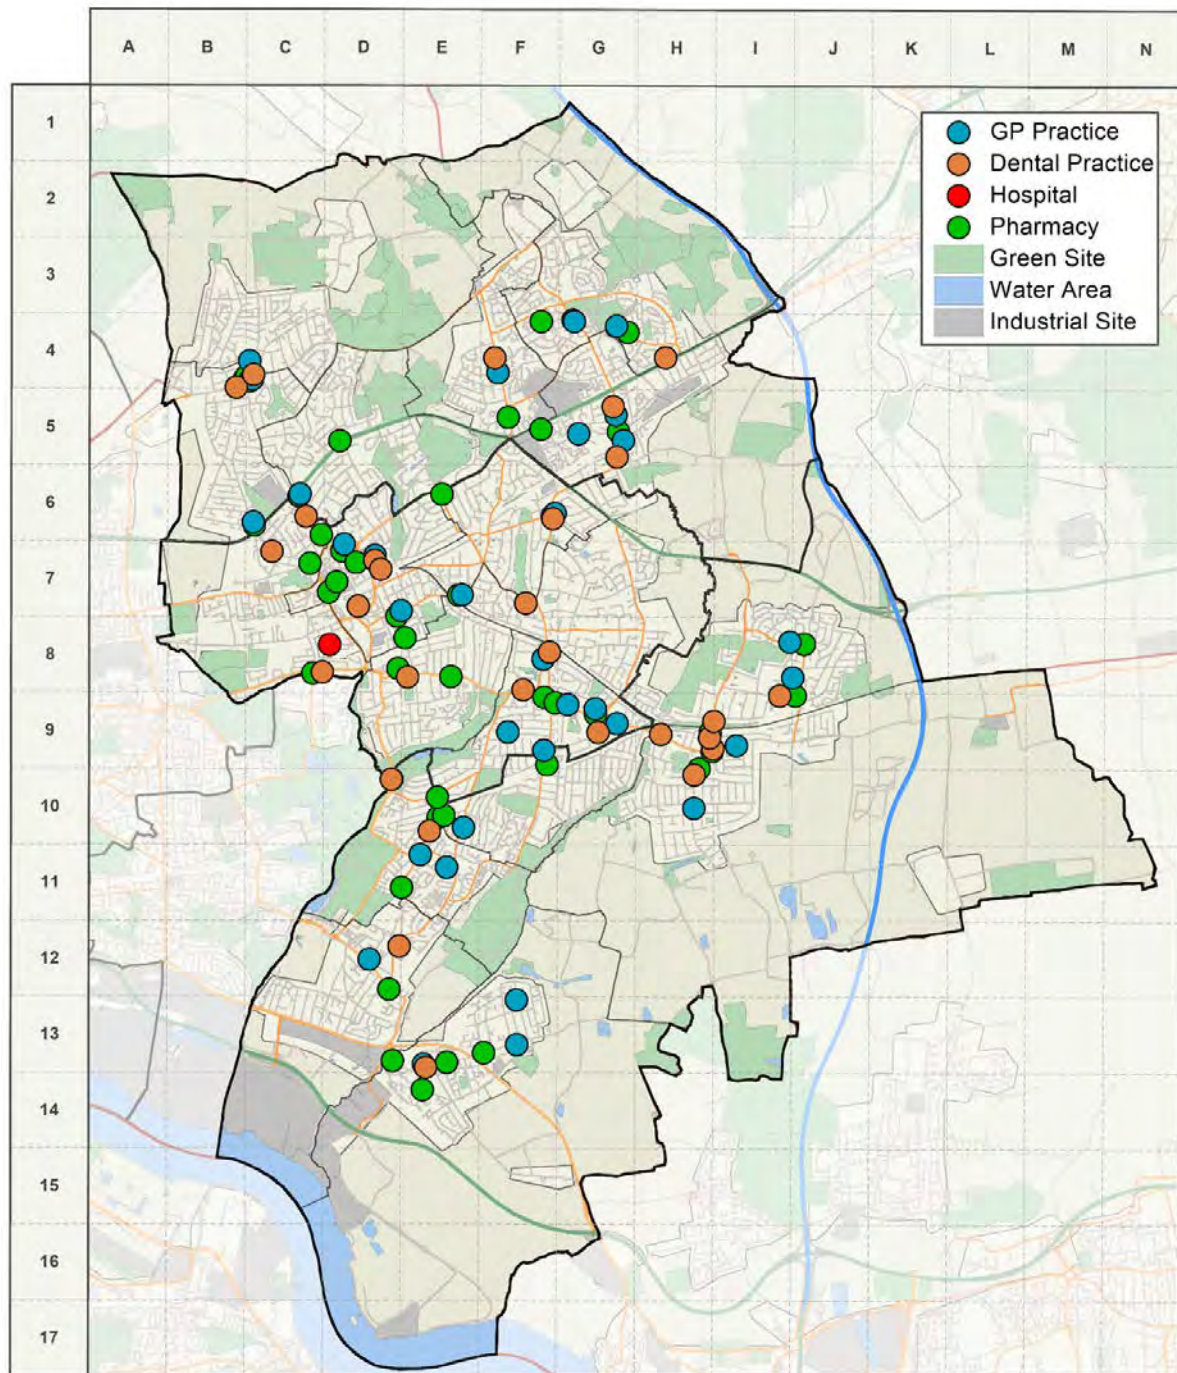 A B C D E F G H I J K L M N
1
2
3
4
5
6
7
8
9
10
11
12
13
14
15
16
17
GP Practice
Dental Practice
Hospital
Pharmacy
Green Site
Water Area
Industrial Site